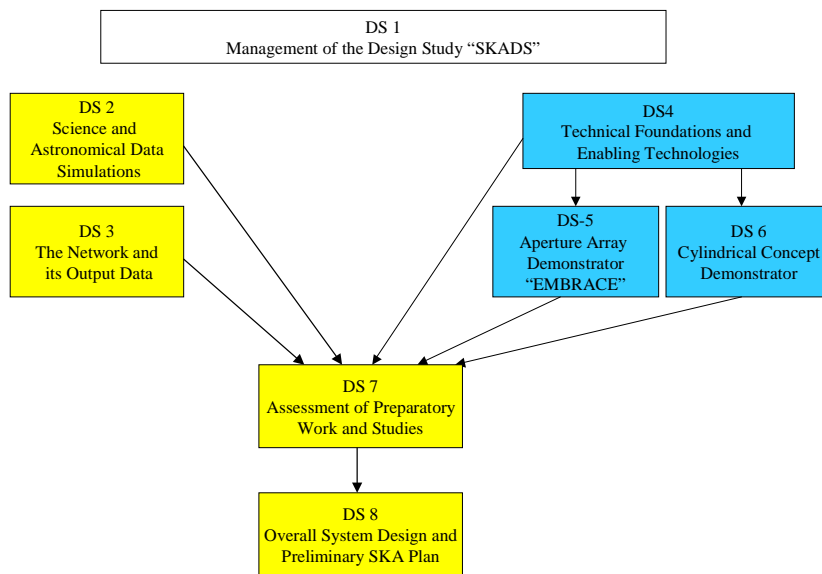 DS 1
Management of the Design Study “SKADS”
DS 2
Science and
Astronomical Data
Simulations
DS4
Technical Foundations and
Enabling Technologies
DS 3
The Network and
its Output Data
DS-5
Aperture Array
Demonstrator
“EMBRACE”
DS 6
Cylindrical Concept
Demonstrator
DS 7
Assessment of Preparatory
Work and Studies
DS 8
Overall System Design and
Preliminary SKA Plan